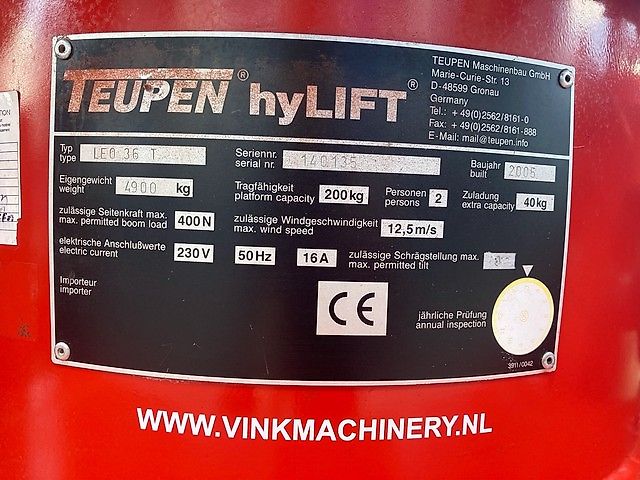 TEUPEN® hyLIFT®
TEUPEN Maschinenbau GmbH
Marie-Curie-Str. 13
D-48599 Gronau
Germany
Tel.: + 49(0)2562/8161-0
Fax: + 49(0)2562/8161-888
E-Mail: mail@teupen.info
Typ
type
LEO 36 T
Seriennr.
serial nr.
140135
Baujahr
built
2005
Eigengewicht
weight
4900 kg
Tragfähigkeit
platform capacity
200kg
Personen
persons
2
Zuladung
extra capacity
40kg
zulässige Seitenkraft max.
max. permitted boom load
400N
zulässige Windgeschwindigkeit
max. wind speed
12,5m/s
elektrische Anschlußwerte
electric current
230V
50Hz
16A
zulässige Schrägstellung max.
max. permitted tilt
Importeur
importer
CE
jährliche Prüfung
annual inspection
3911/0042
WWW.VINKMACHINERY.NL